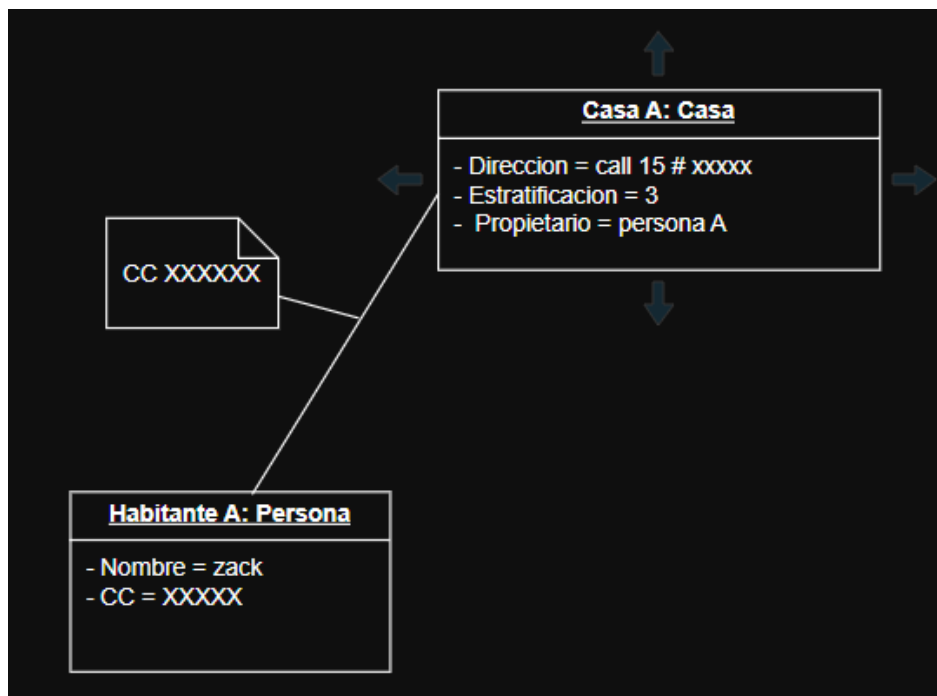 Casa A: Casa
- Direccion = call 15 # xxxxx
- Estratificacion = 3
- Propietario = persona A
CC XXXXXX
Habitante A: Persona
- Nombre = zack
- CC = XXXXX